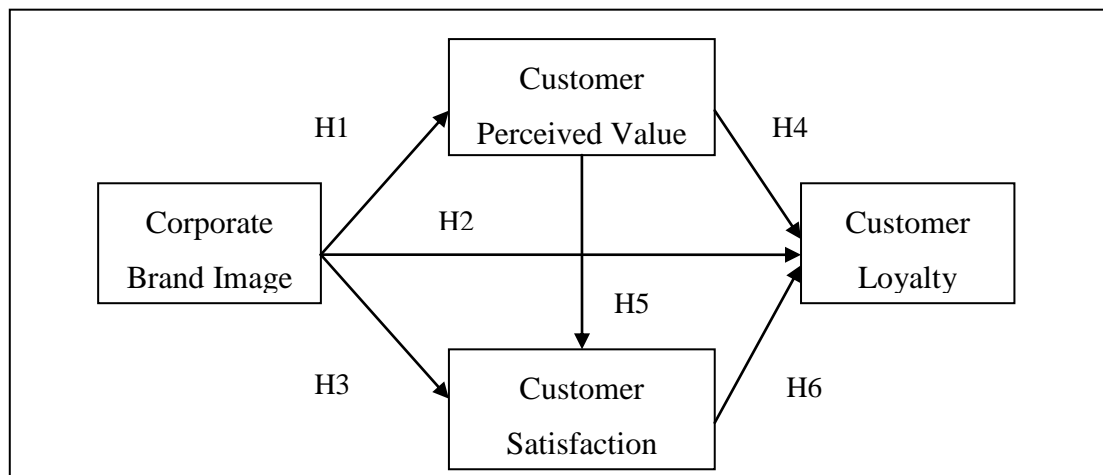 Customer
Perceived Value
H1
H4
Corporate
Brand Image
H2
Customer
Loyalty
H5
H3
Customer
Satisfaction
H6